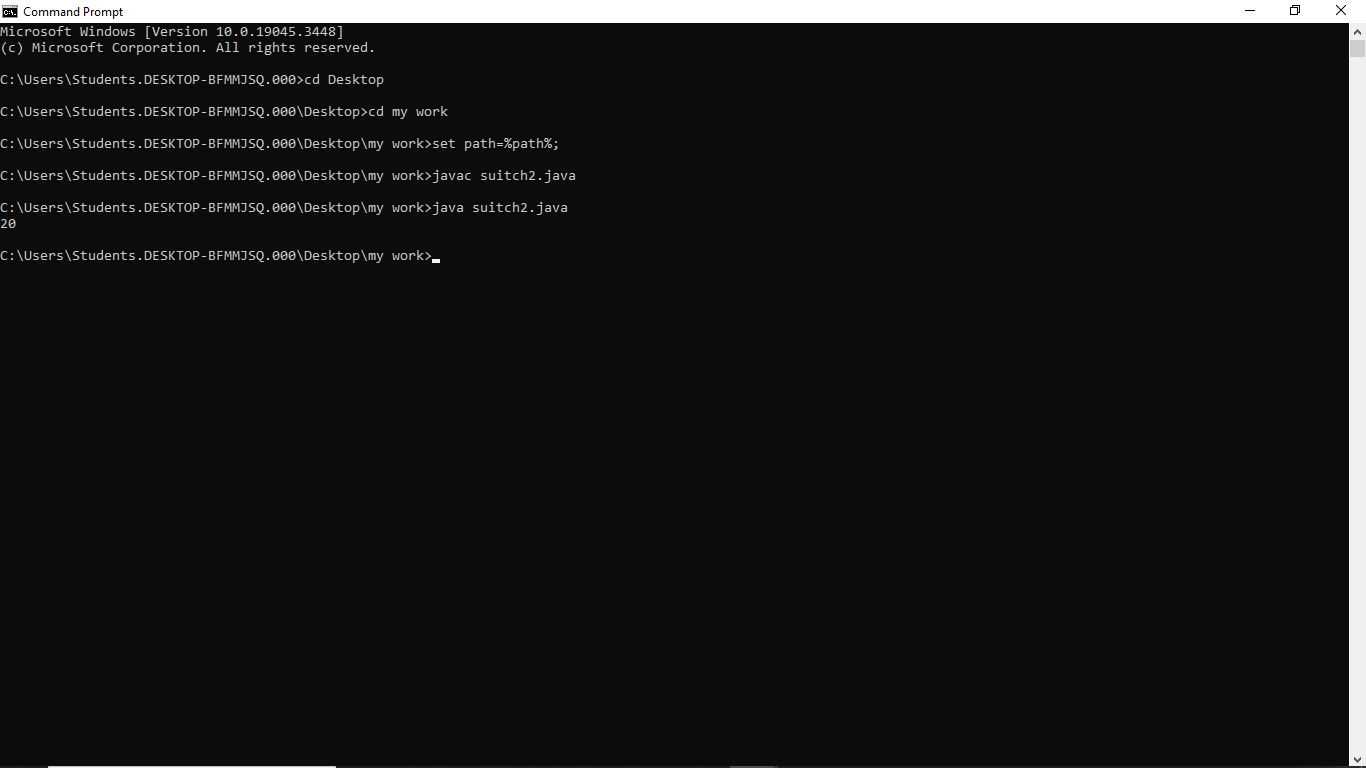 Command Prompt
Microsoft Windows [Version 10.0.19045.3448]
(c) Microsoft Corporation. All rights reserved.
C:\Users\Students.DESKTOP-BFMMJSQ.000>cd Desktop
C:\Users\Students.DESKTOP-BFMMJSQ.000\Desktop>cd my work
C:\Users\Students.DESKTOP-BFMMJSQ.000\Desktop\my work>set path=%path%;
C:\Users\Students.DESKTOP-BFMMJSQ.000\Desktop\my work>javac suitch2.java
C:\Users\Students.DESKTOP-BFMMJSQ.000\Desktop\my work>java suitch2.java
20
C:\Users\Students.DESKTOP-BFMMJSQ.000\Desktop\my work>